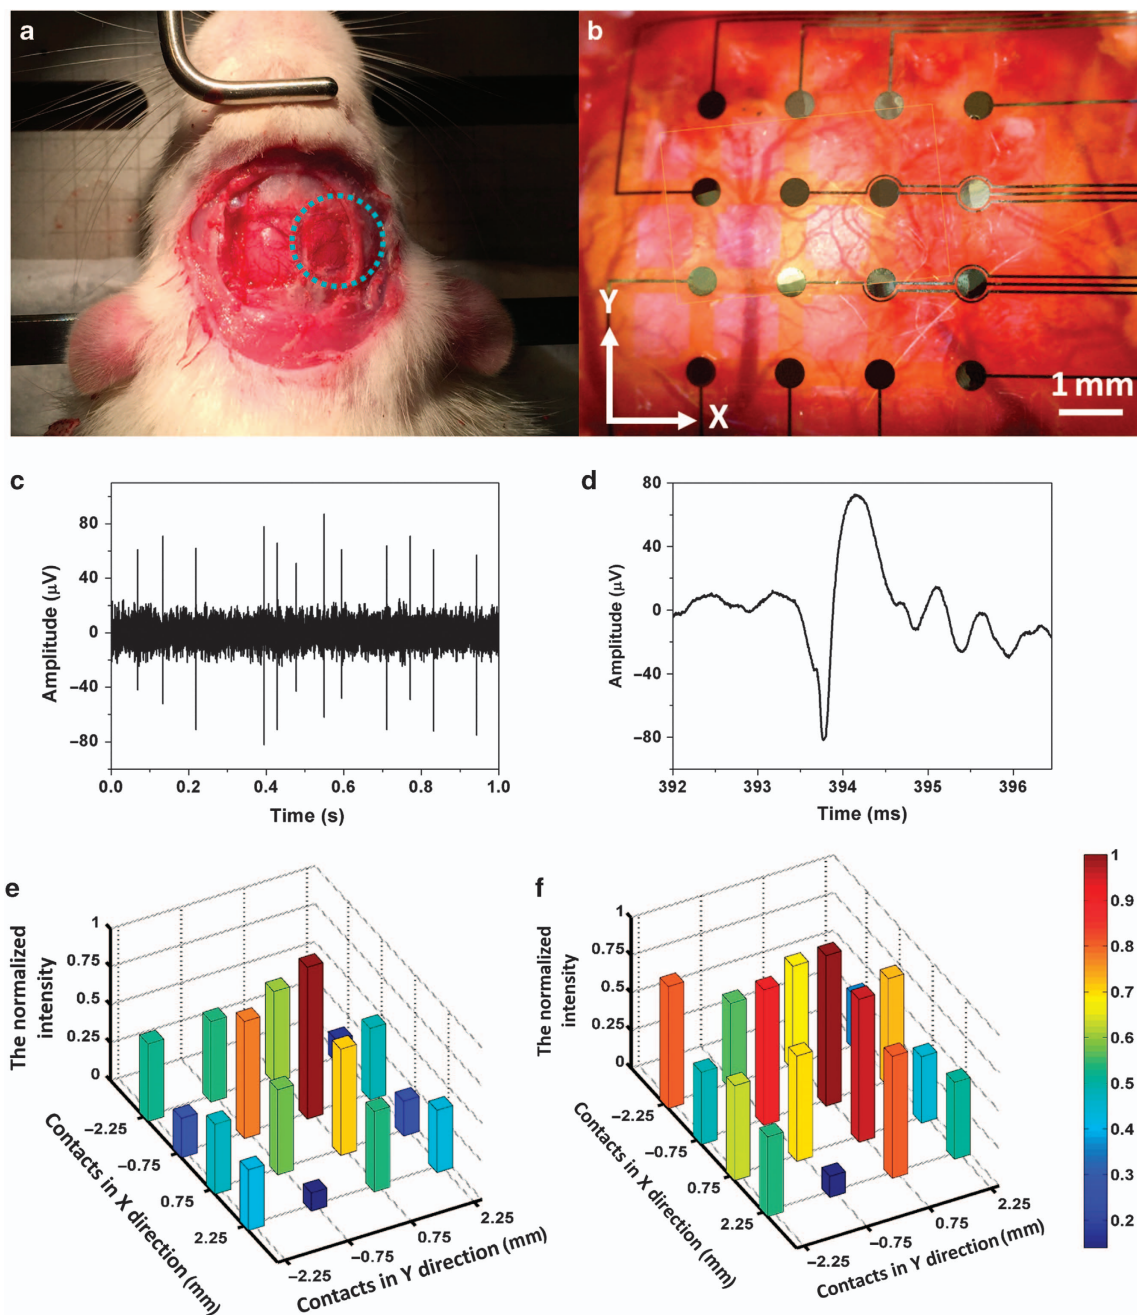 a
b
Y
X
1 mm
c
d
80
40
0
−40
−80
Amplitude (µV)
0.0 0.2 0.4 0.6 0.8 1.0
Time (s)
80
40
0
−40
−80
Amplitude (µV)
392 393 394 395 396
Time (ms)
e
The normalized
intensity
1
0.75
0.5
0.25
0
−2.25
−0.75
0.75
2.25
Contacts in X direction (mm)
−2.25
−0.75
0.75
2.25
Contacts in Y direction (mm)
f
The normalized
intensity
1
0.75
0.5
0.25
0
−2.25
−0.75
0.75
2.25
Contacts in X direction (mm)
−2.25
−0.75
0.75
2.25
Contacts in Y direction (mm)
1
0.9
0.8
0.7
0.6
0.5
0.4
0.3
0.2